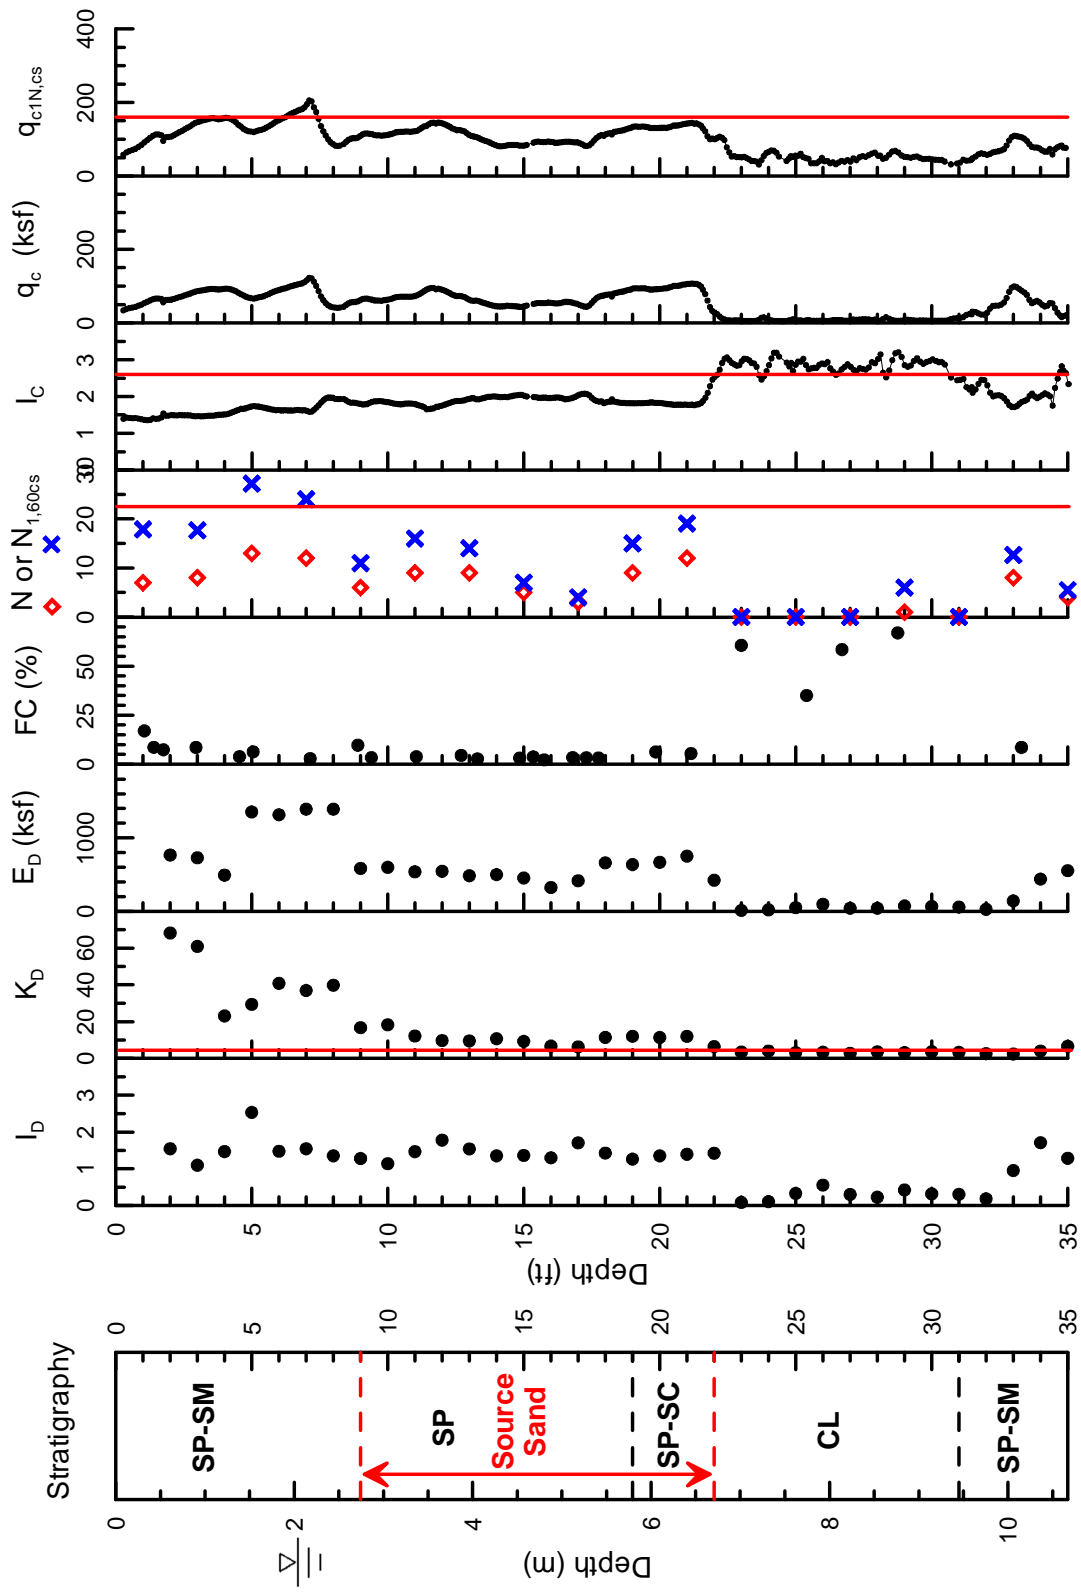 Stratigraphy
I_D
K_D
E_D (ksf)
FC (%)
N or N_1,60cs
I_C
q_c (ksf)
q_c1N,cs
0 1 2 3
0 20 40 60
0 1000
0 25 50
0 10 20 30
0 1 2 3
0 200
0 200 400
Depth (m)
0
2
4
6
8
10
SP-SM
SP
Source
Sand
SP-SC
CL
SP-SM
0
5
10
15
20
25
30
35
Depth (ft)
0
5
10
15
20
25
30
35